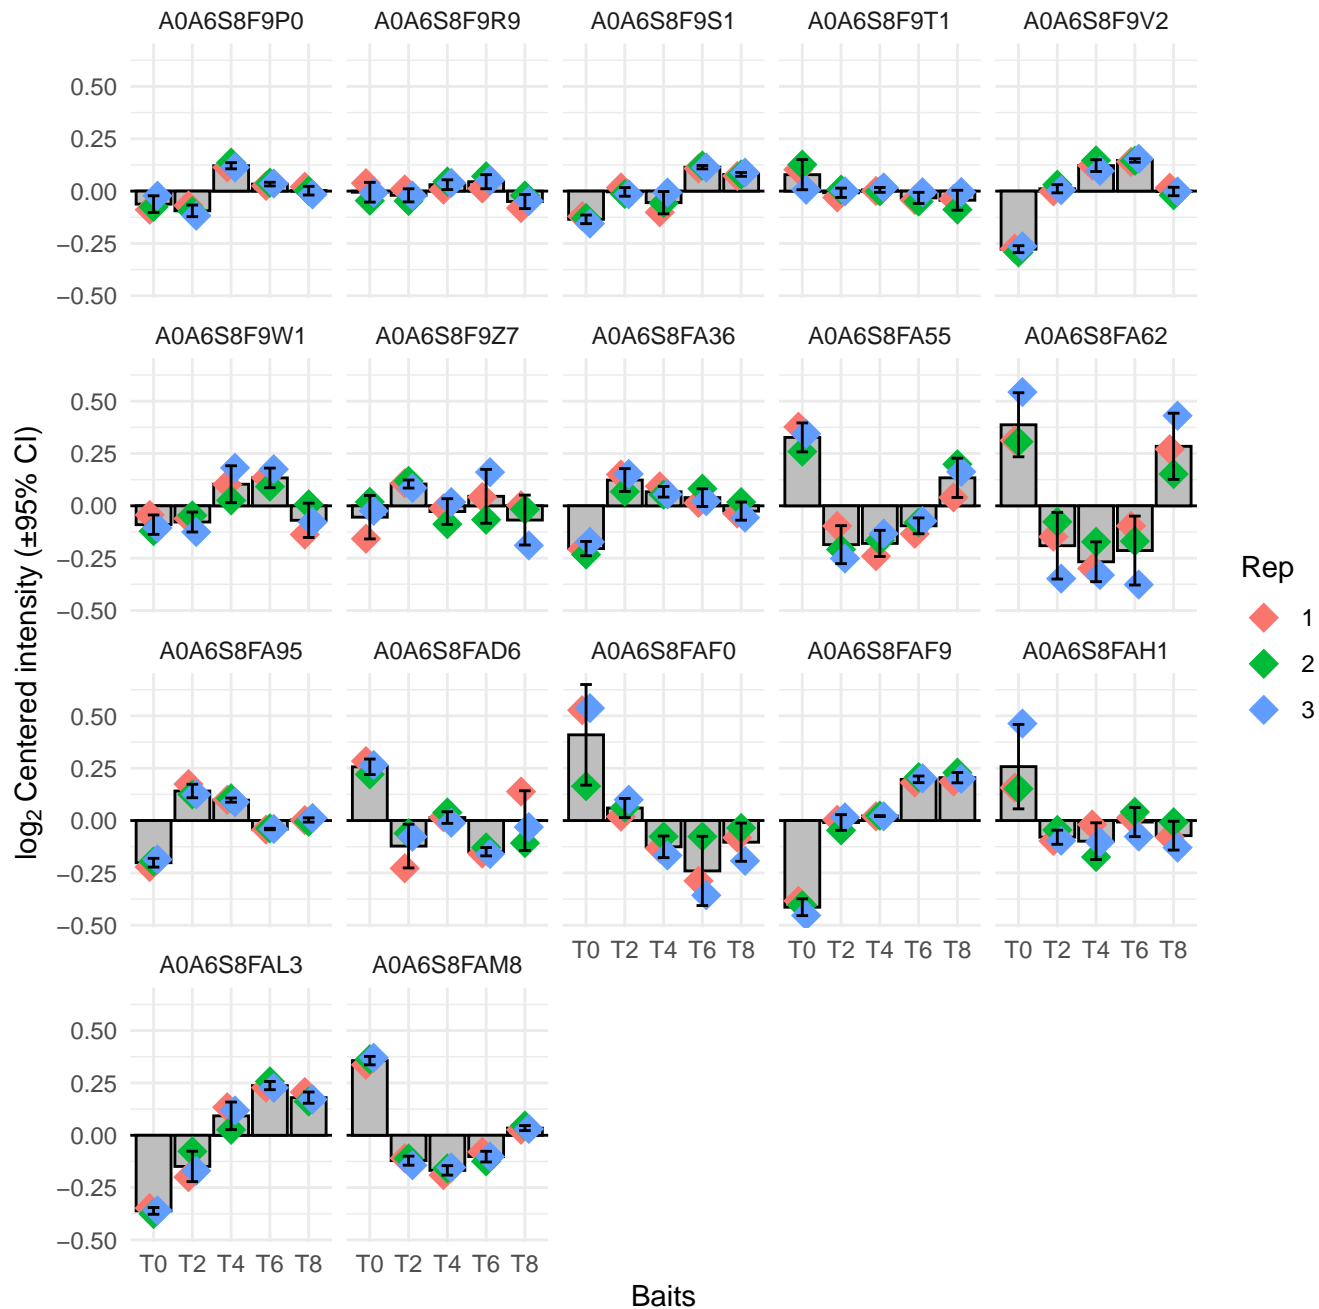 A0A6S8F9P0 A0A6S8F9R9 A0A6S8F9S1 A0A6S8F9T1 A0A6S8F9V2
0.50
0.25
0.00
−0.25
−0.50
A0A6S8F9W1 A0A6S8F9Z7 A0A6S8FA36 A0A6S8FA55 A0A6S8FA62
0.50
0.25
0.00
−0.25
−0.50
log₂ Centered intensity (±95% CI)
Rep
1
2
3
A0A6S8FA95 A0A6S8FAD6 A0A6S8FAF0 A0A6S8FAF9 A0A6S8FAH1
0.50
0.25
0.00
−0.25
−0.50
T0 T2 T4 T6 T8 T0 T2 T4 T6 T8 T0 T2 T4 T6 T8
A0A6S8FAL3 A0A6S8FAM8
0.50
0.25
0.00
−0.25
−0.50
T0 T2 T4 T6 T8 T0 T2 T4 T6 T8
Baits